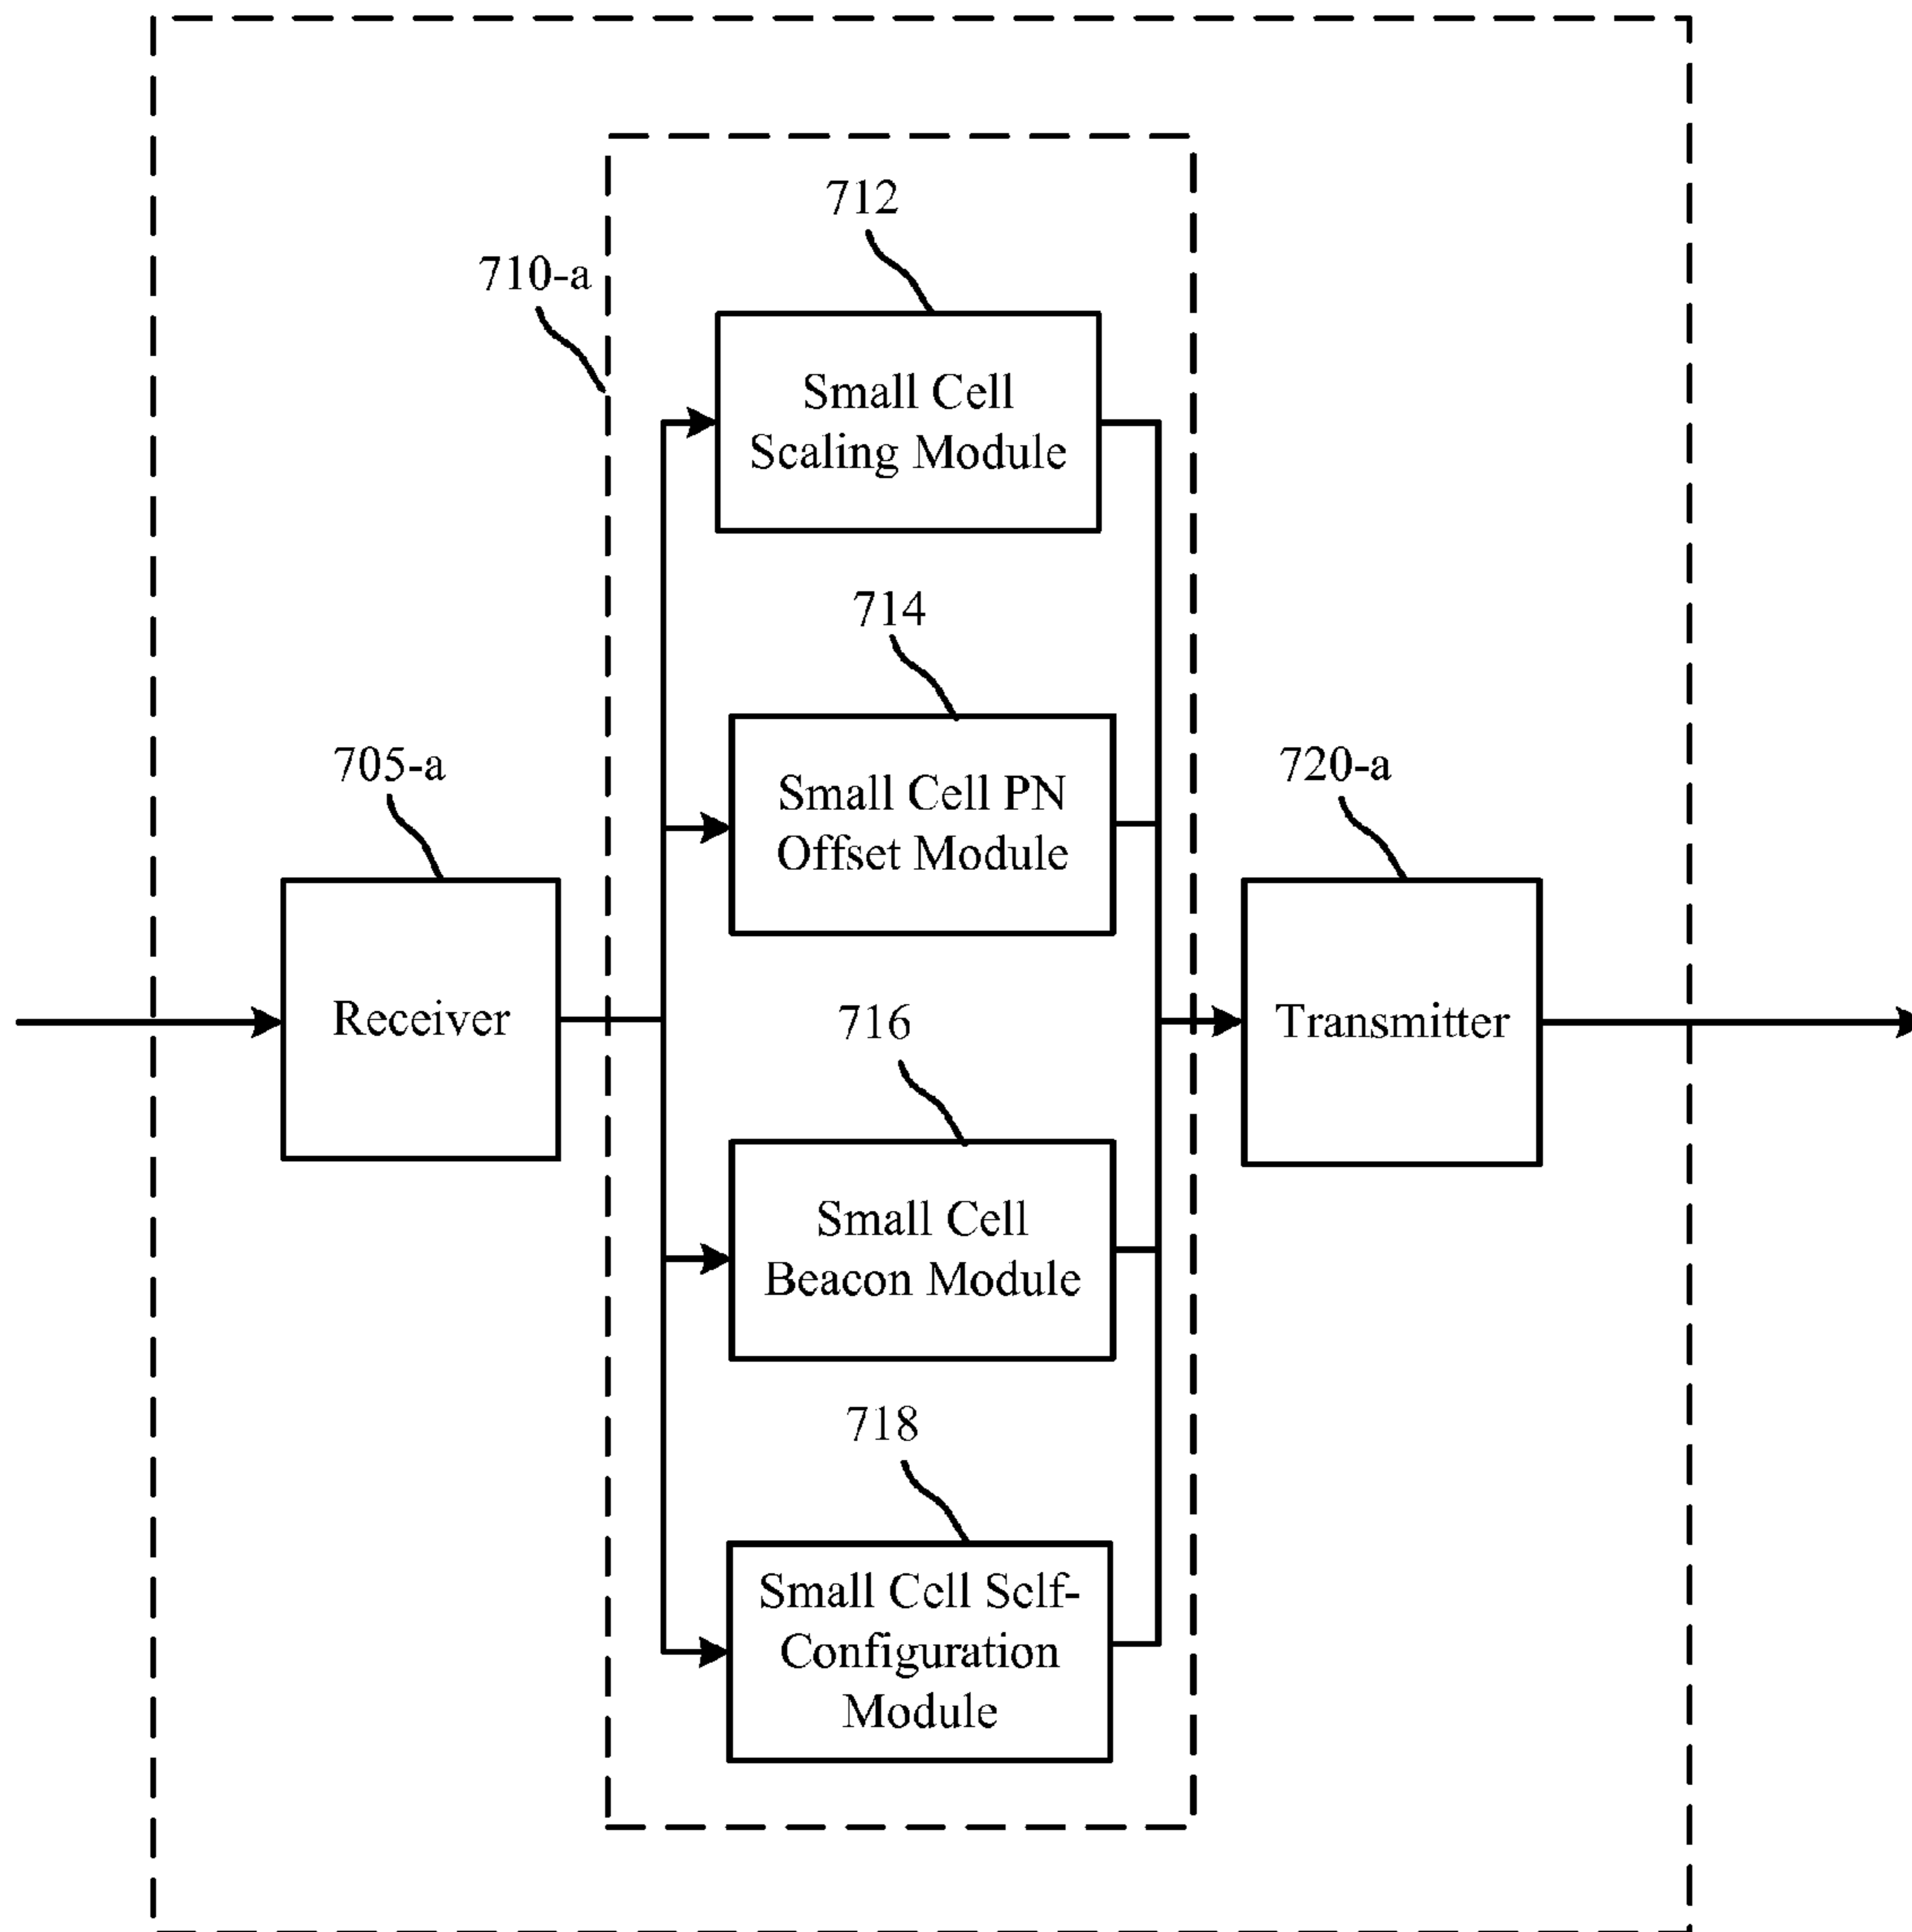 712
710-a
Small Cell
Scaling Module
714
705-a
Small Cell PN
Offset Module
720-a
Receiver
716
Transmitter
Small Cell
Beacon Module
718
Small Cell Self-
Configuration
Module